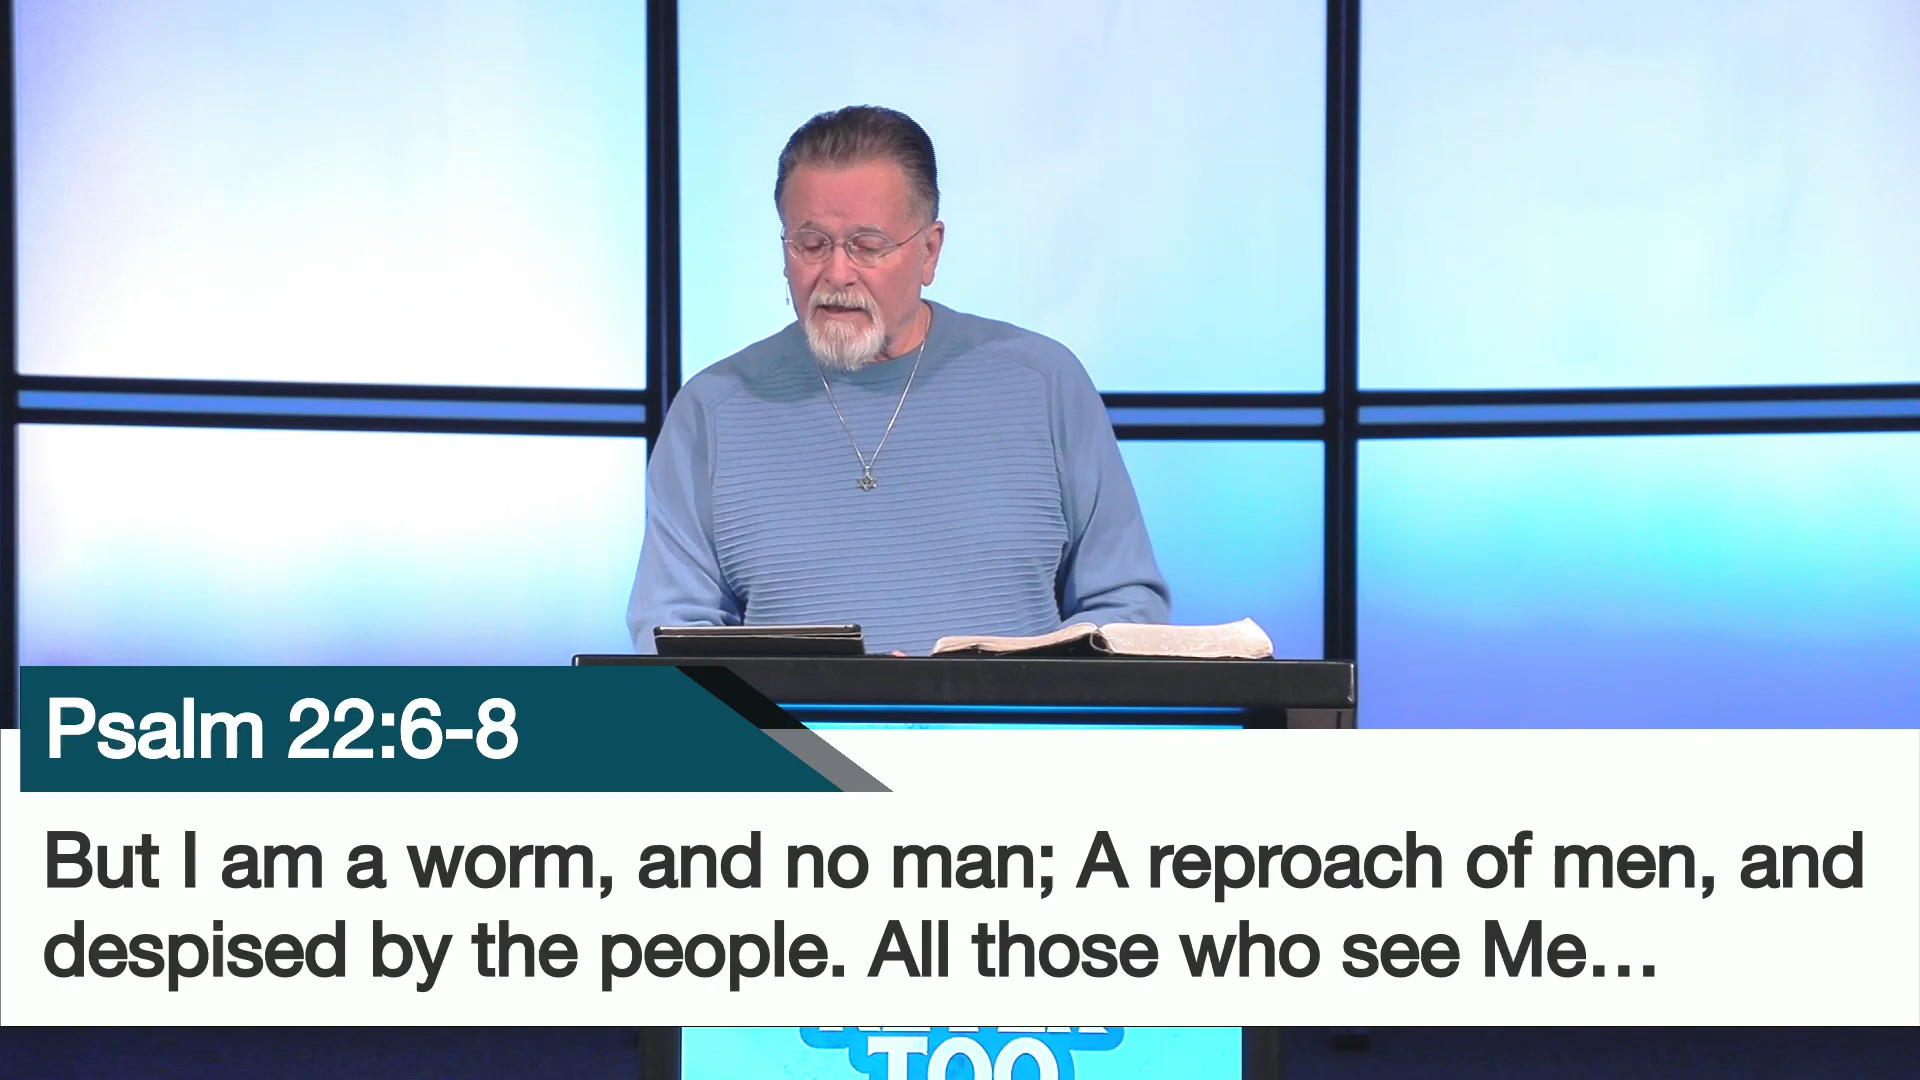 Psalm 22:6-8
But I am a worm, and no man; A reproach of men, and
despised by the people. All those who see Me…
TOO